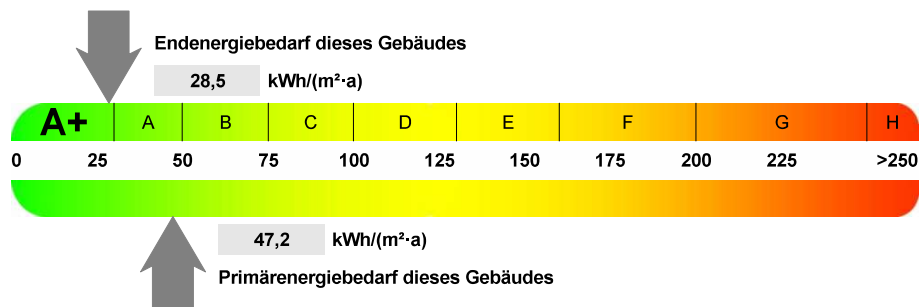 Endenergiebedarf dieses Gebäudes
28,5 kWh/(m²·a)
A+ A B C D E F G H
0 25 50 75 100 125 150 175 200 225 >250
47,2 kWh/(m²·a)
Primärenergiebedarf dieses Gebäudes